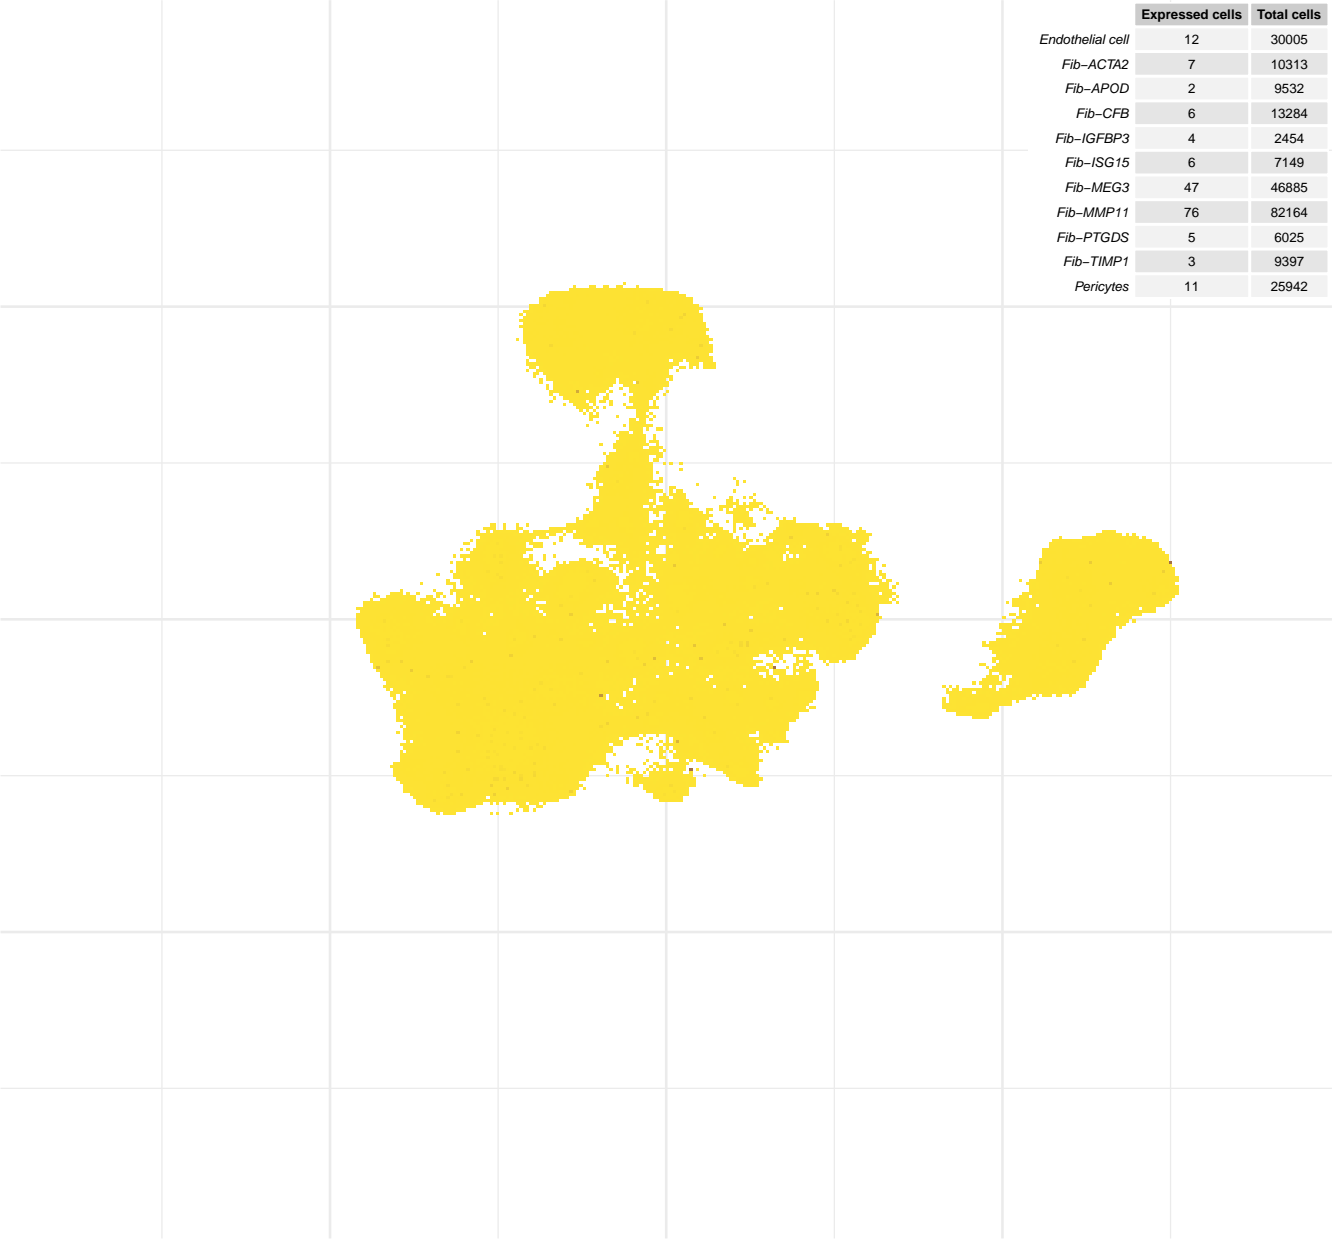 Expressed cells Total cells
Endothelial cell 12 30005
Fib−ACTA2 7 10313
Fib−APOD 2 9532
Fib−CFB 6 13284
Fib−IGFBP3 4 2454
Fib−ISG15 6 7149
Fib−MEG3 47 46885
Fib−MMP11 76 82164
Fib−PTGDS 5 6025
Fib−TIMP1 3 9397
Pericytes 11 25942